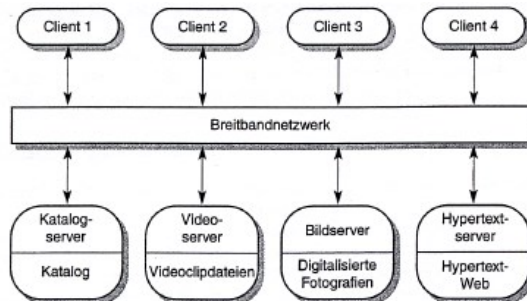 Client 1 Client 2 Client 3 Client 4
Breitbandnetzwerk
Katalog-
server
Katalog
Video-
server
Videoclipdateien
Bildserver
Digitalisierte
Fotografien
Hypertext-
server
Hypertext-
Web